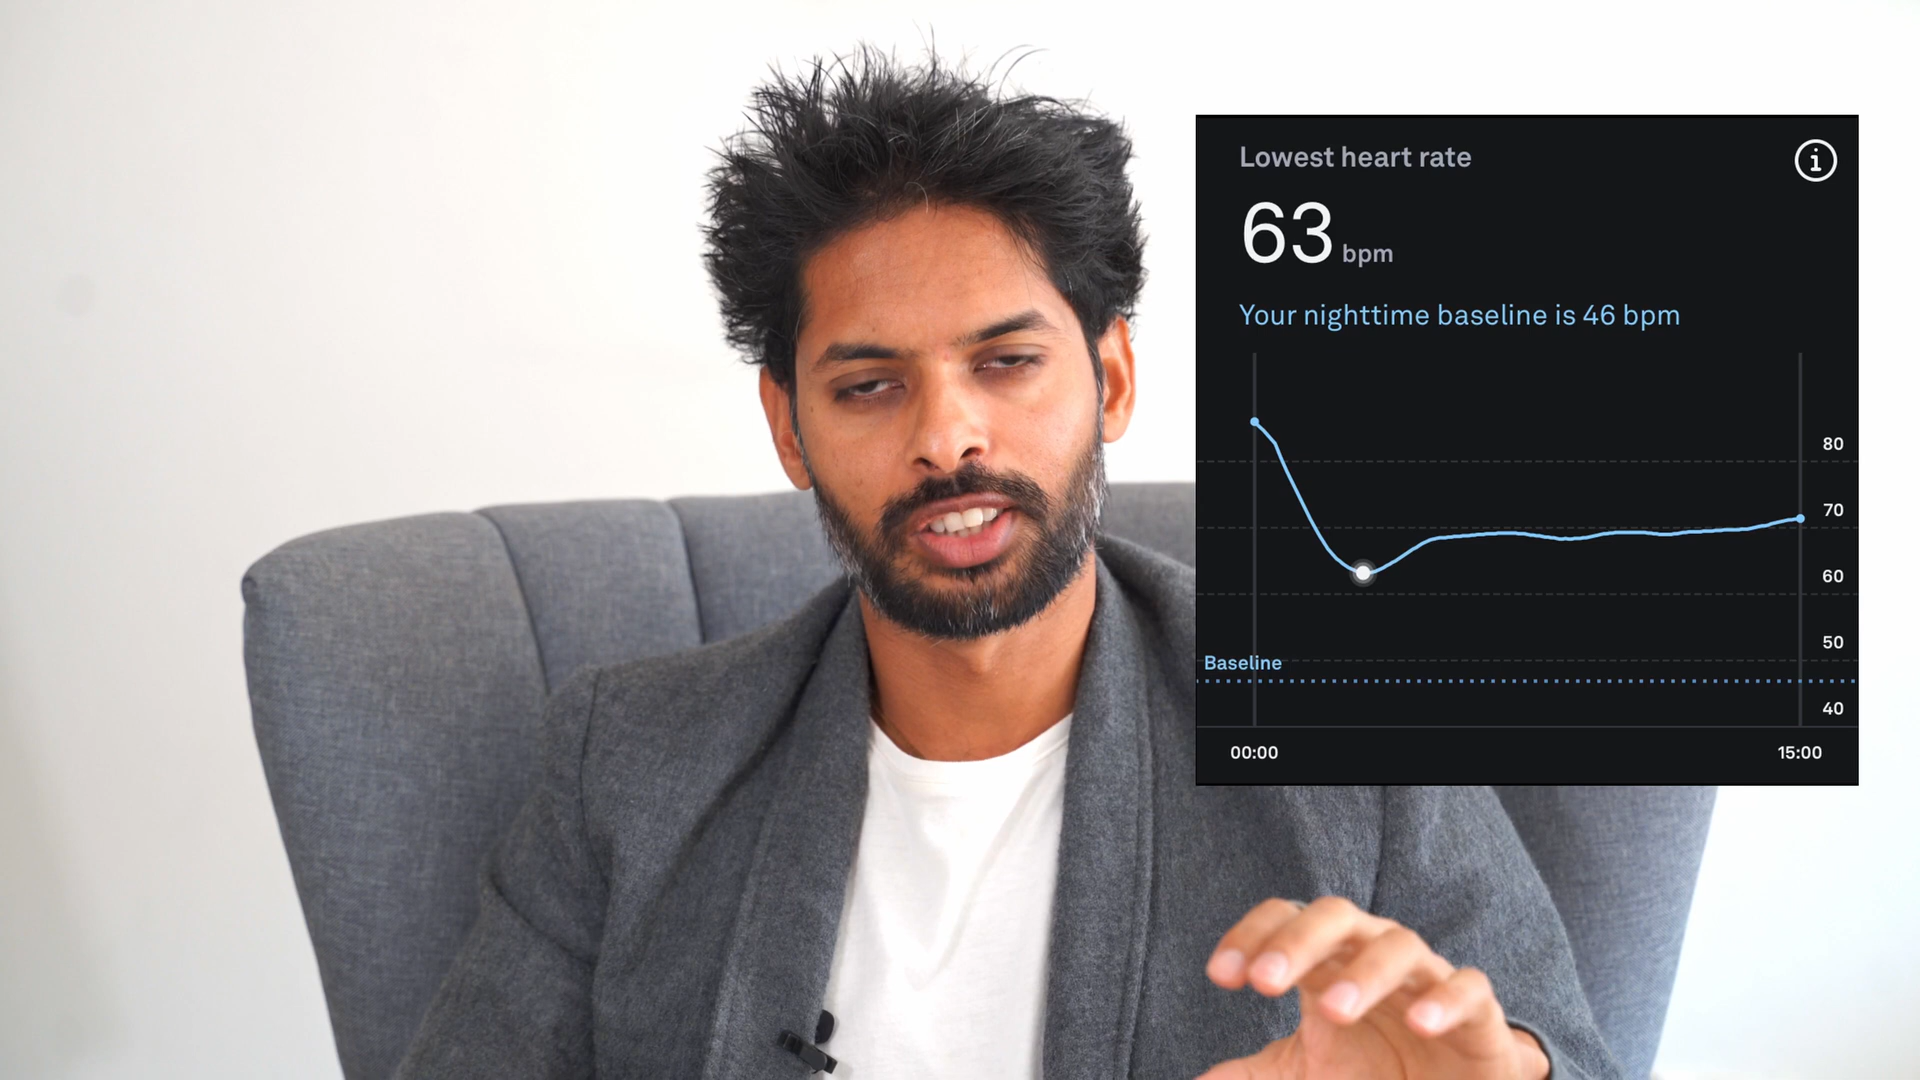 Lowest heart rate
63 bpm
Your nighttime baseline is 46 bpm
80
70
60
50
Baseline
40
00:00 15:00